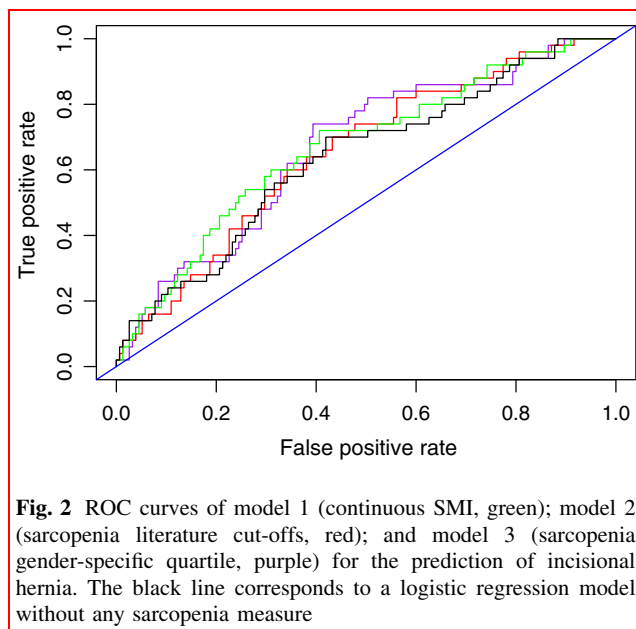 1.0
0.8
0.6
0.4
0.2
0.0
True positive rate
0.0 0.2 0.4 0.6 0.8 1.0
False positive rate
Fig. 2 ROC curves of model 1 (continuous SMI, green); model 2
(sarcopenia literature cut-offs, red); and model 3 (sarcopenia
gender-specific quartile, purple) for the prediction of incisional
hernia. The black line corresponds to a logistic regression model
without any sarcopenia measure